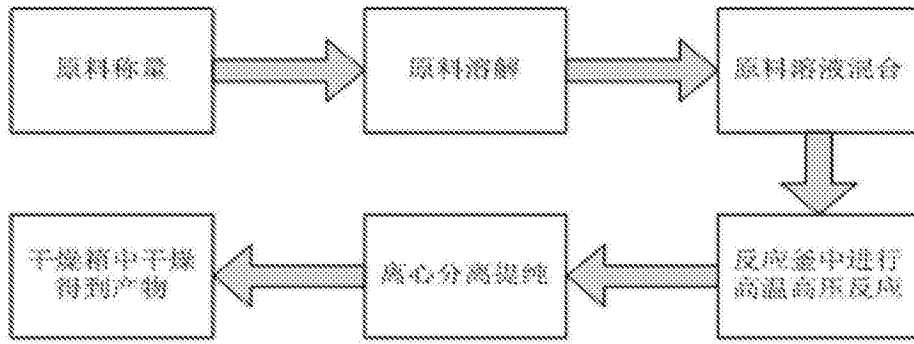 原料称量
原料溶解
原料溶液混合
反应釜中进行
高温高压反应
离心分离提纯
干燥箱中干燥
得到产物